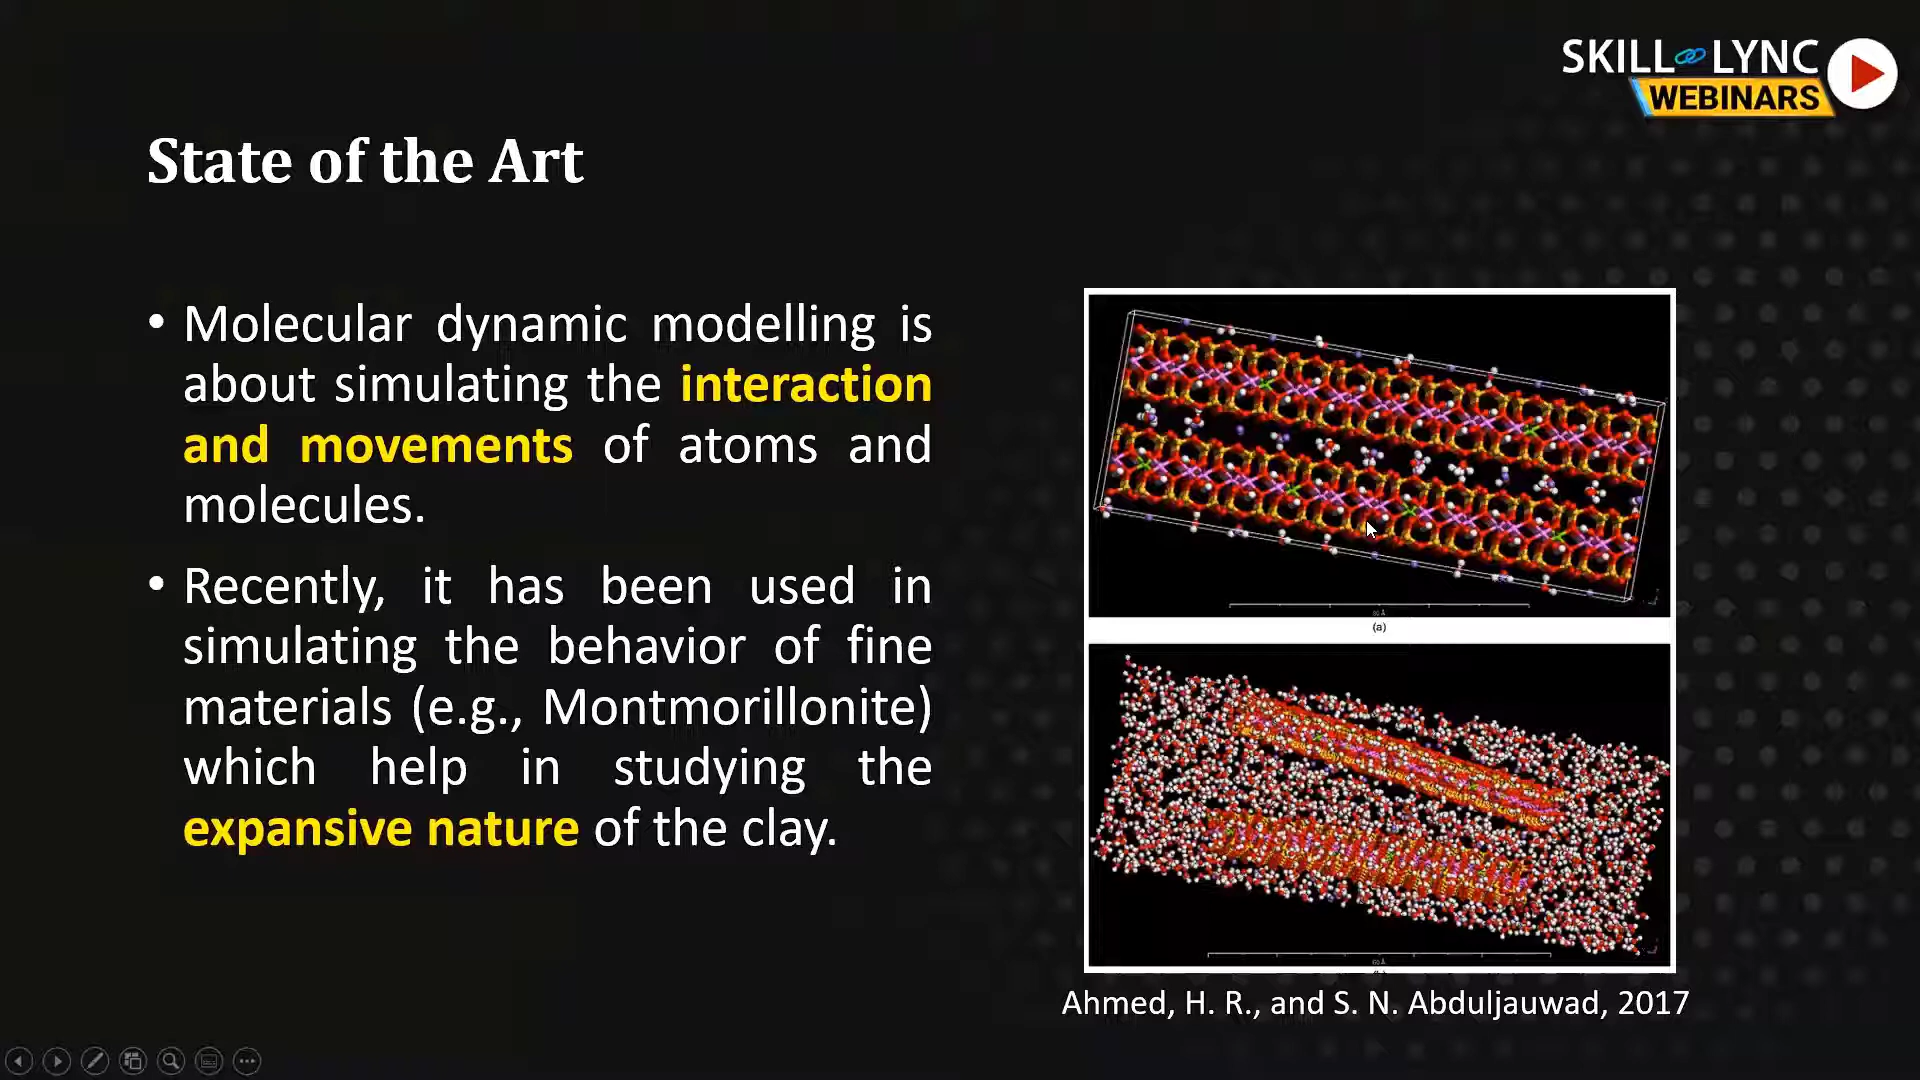 SKILL LYNC
WEBINARS
State of the Art
• Molecular dynamic modelling is
about simulating the interaction
and movements of atoms and
molecules.
• Recently, it has been used in
simulating the behavior of fine
materials (e.g., Montmorillonite)
which help in studying the
expansive nature of the clay.
(a)
Ahmed, H. R., and S. N. Abduljauwad, 2017